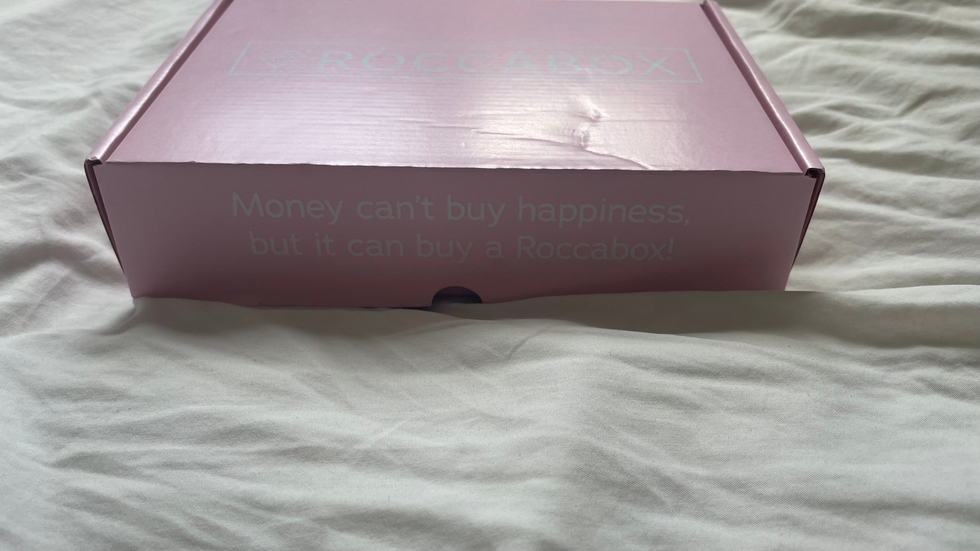 ROCCABOX
Money can't buy happiness,
but it can buy a Roccabox!